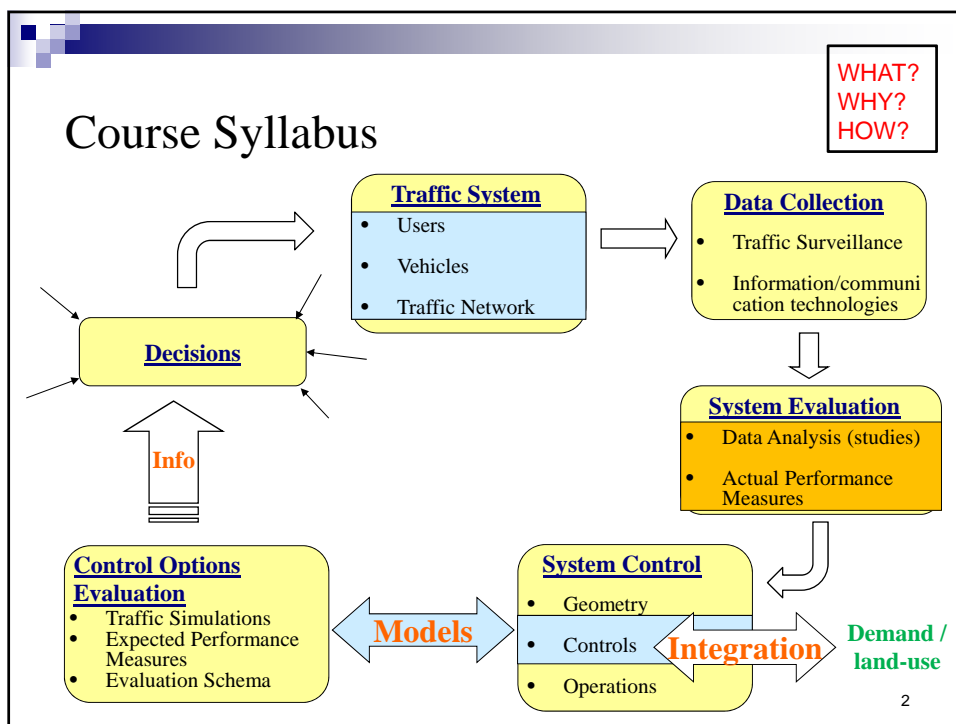 WHAT?
WHY?
HOW?
Course Syllabus
Traffic System
• Users
• Vehicles
• Traffic Network
Data Collection
• Traffic Surveillance
• Information/communi
cation technologies
Decisions
System Evaluation
• Data Analysis (studies)
• Actual Performance
Measures
Info
Control Options
Evaluation
• Traffic Simulations
• Expected Performance
Measures
• Evaluation Schema
Models
System Control
• Geometry
• Controls
• Operations
Integration
Demand /
land-use
2